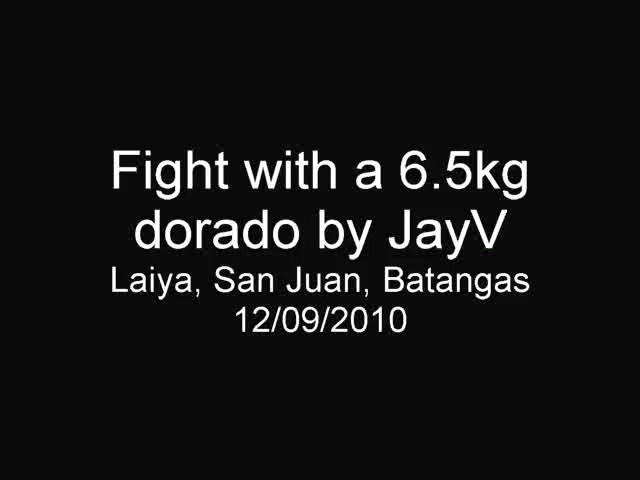 Fight with a 6.5kg
dorado by JayV
Laiya, San Juan, Batangas
12/09/2010